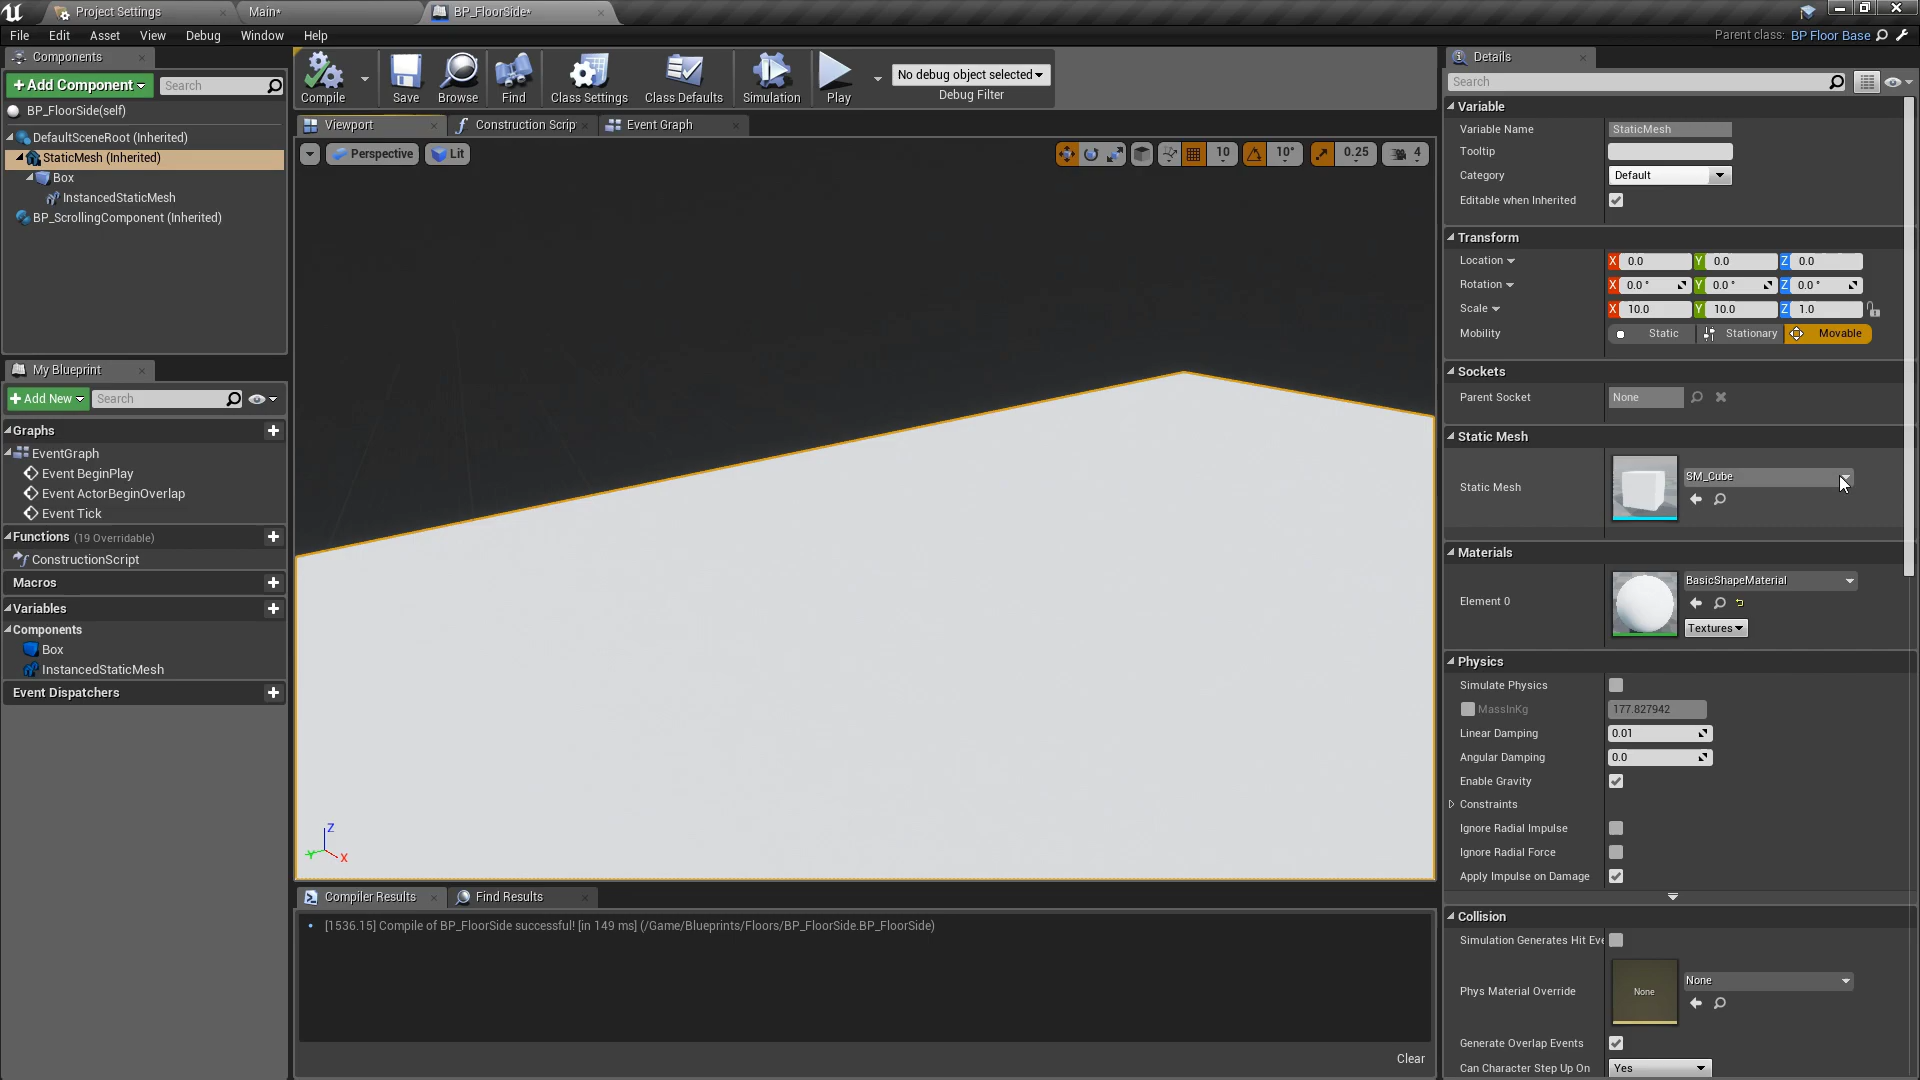 Project Settings
Main*
BP_FloorSide*
File Edit Asset View Debug Window Help
Parent class: BP Floor Base
Components
+ Add Component
Search
BP_FloorSide(self)
DefaultSceneRoot (Inherited)
StaticMesh (Inherited)
Box
InstancedStaticMesh
BP_ScrollingComponent (Inherited)
My Blueprint
+ Add New
Search
Graphs
EventGraph
Event BeginPlay
Event ActorBeginOverlap
Event Tick
Functions (19 Overridable)
ConstructionScript
Macros
Variables
Components
Box
InstancedStaticMesh
Event Dispatchers
Compile
Save
Browse
Find
Class Settings
Class Defaults
Simulation
Play
No debug object selected
Debug Filter
Viewport
Construction Scrip
Event Graph
Perspective
Lit
10
10°
0.25
4
Z
Y
X
Compiler Results
Find Results
• [1536.15] Compile of BP_FloorSide successful! [in 149 ms] (/Game/Blueprints/Floors/BP_FloorSide.BP_FloorSide)
Clear
Details
Search
Variable
Variable Name StaticMesh
Tooltip
Category Default
Editable when Inherited
Transform
Location X 0.0 Y 0.0 Z 0.0
Rotation X 0.0 ° Y 0.0 ° Z 0.0 °
Scale X 10.0 Y 10.0 Z 1.0
Mobility Static Stationary Movable
Sockets
Parent Socket None
Static Mesh
Static Mesh SM_Cube
Materials
Element 0 BasicShapeMaterial
Textures
Physics
Simulate Physics
MassInKg 177.827942
Linear Damping 0.01
Angular Damping 0.0
Enable Gravity
Constraints
Ignore Radial Impulse
Ignore Radial Force
Apply Impulse on Damage
Collision
Simulation Generates Hit Eve
Phys Material Override None None
Generate Overlap Events
Can Character Step Up On Yes